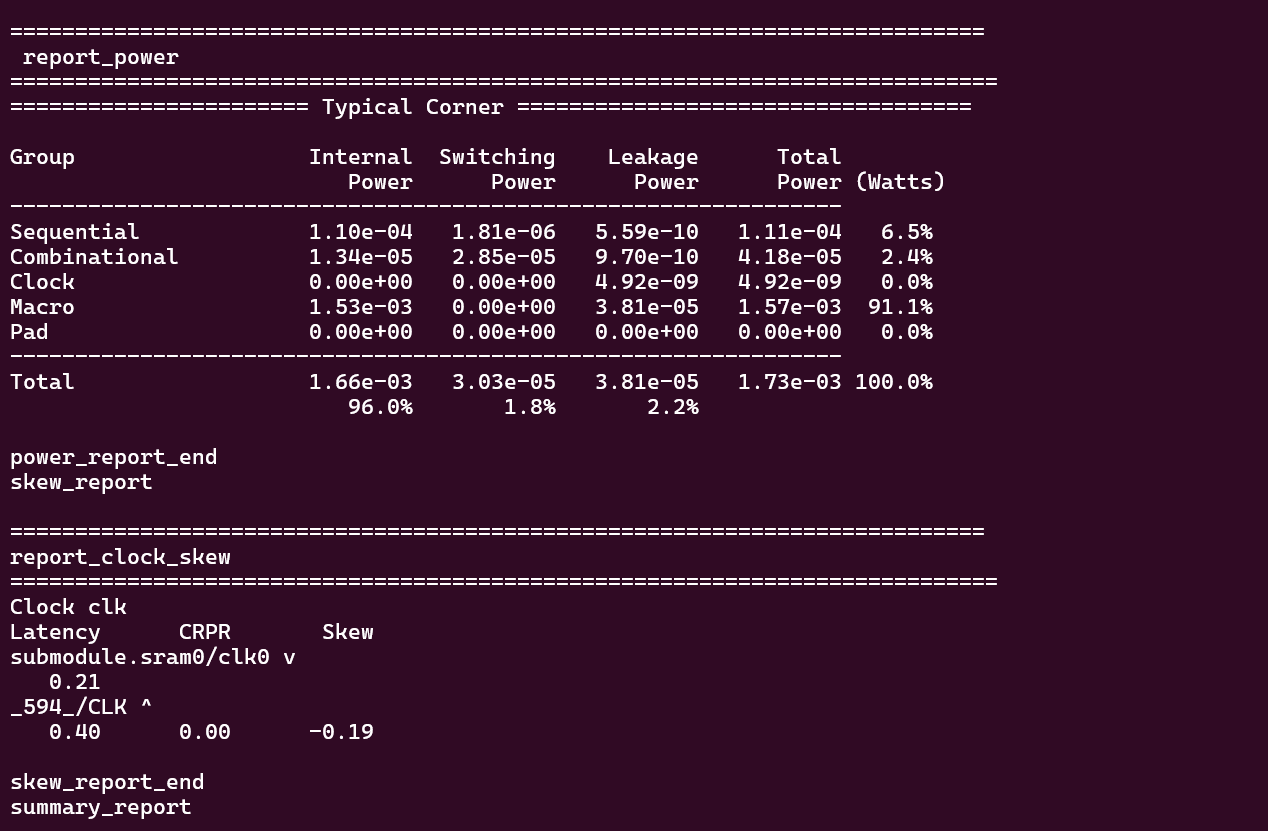 ===========================================================================
 report_power
============================================================================
======================= Typical Corner ===================================

Group                  Internal  Switching    Leakage      Total
                          Power      Power      Power      Power (Watts)
----------------------------------------------------------------
Sequential             1.10e-04   1.81e-06   5.59e-10   1.11e-04   6.5%
Combinational          1.34e-05   2.85e-05   9.70e-10   4.18e-05   2.4%
Clock                  0.00e+00   0.00e+00   4.92e-09   4.92e-09   0.0%
Macro                  1.53e-03   0.00e+00   3.81e-05   1.57e-03  91.1%
Pad                    0.00e+00   0.00e+00   0.00e+00   0.00e+00   0.0%
----------------------------------------------------------------
Total                  1.66e-03   3.03e-05   3.81e-05   1.73e-03 100.0%
                          96.0%       1.8%       2.2%

power_report_end
skew_report

===========================================================================
report_clock_skew
============================================================================
Clock clk
Latency      CRPR       Skew
submodule.sram0/clk0 v
   0.21
_594_/CLK ^
   0.40      0.00      -0.19

skew_report_end
summary_report